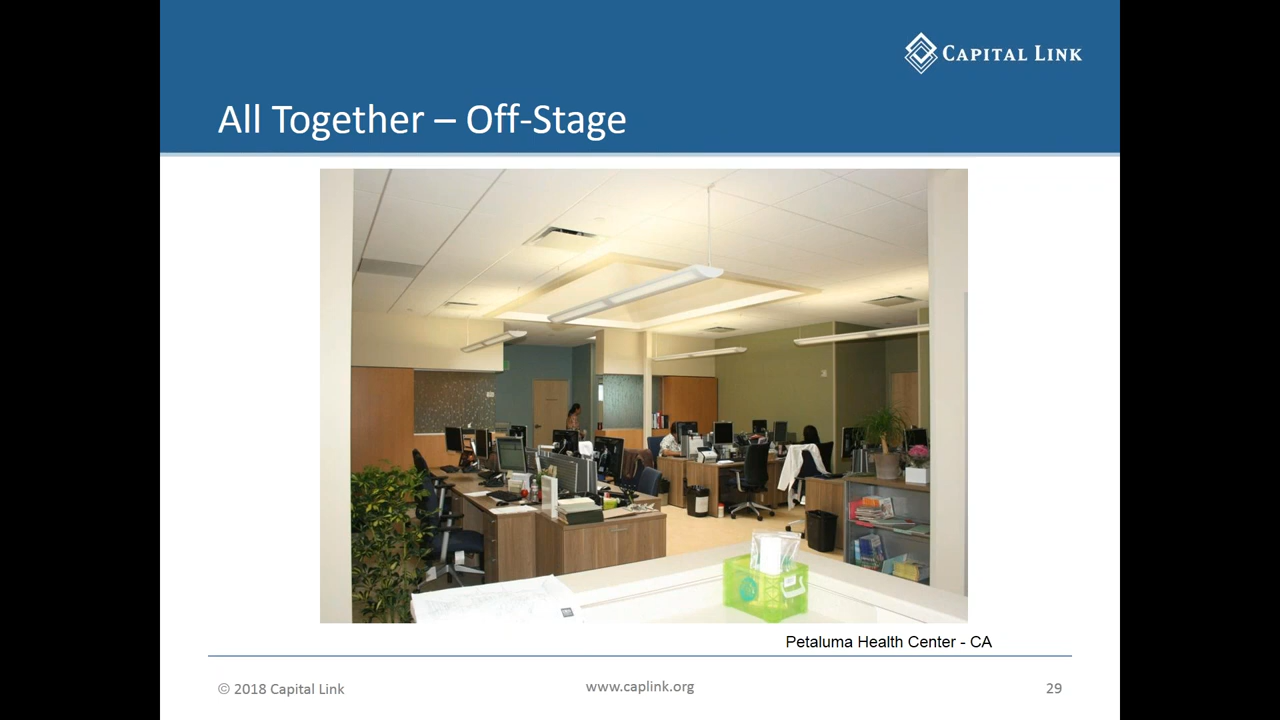 CAPITAL LINK
All Together – Off-Stage
Petaluma Health Center - CA
© 2018 Capital Link
www.caplink.org
29